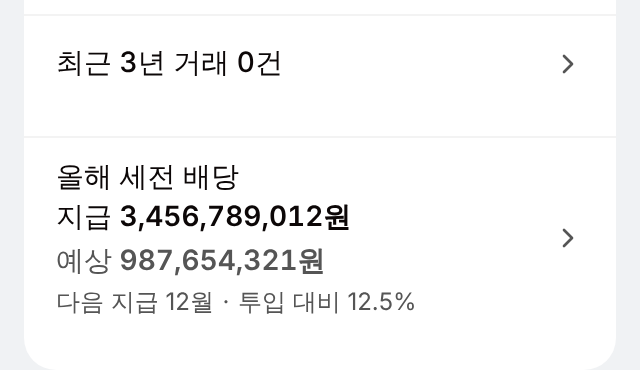 최근 3년 거래 0건
올해 세전 배당
지급 3,456,789,012원
예상 987,654,321원
다음 지급 12월 · 투입 대비 12.5%